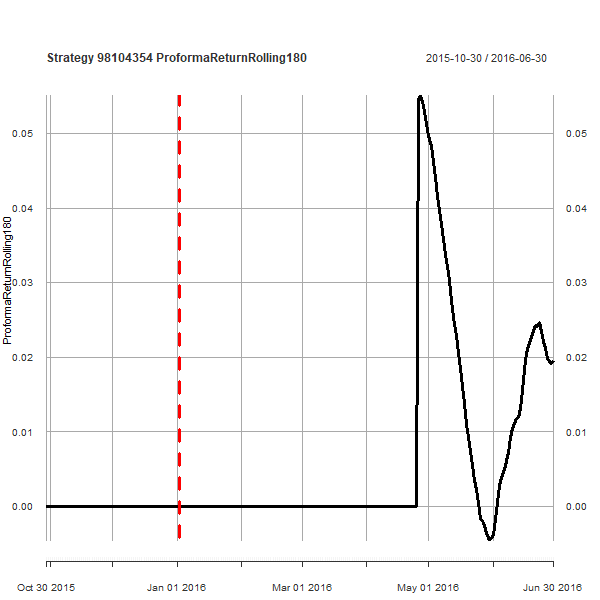 Strategy 98104354 ProformaReturnRolling180
2015-10-30 / 2016-06-30
ProformaReturnRolling180
0.05
0.04
0.03
0.02
0.01
0.00
0.05
0.04
0.03
0.02
0.01
0.00
Oct 30 2015
Jan 01 2016
Mar 01 2016
May 01 2016
Jun 30 2016